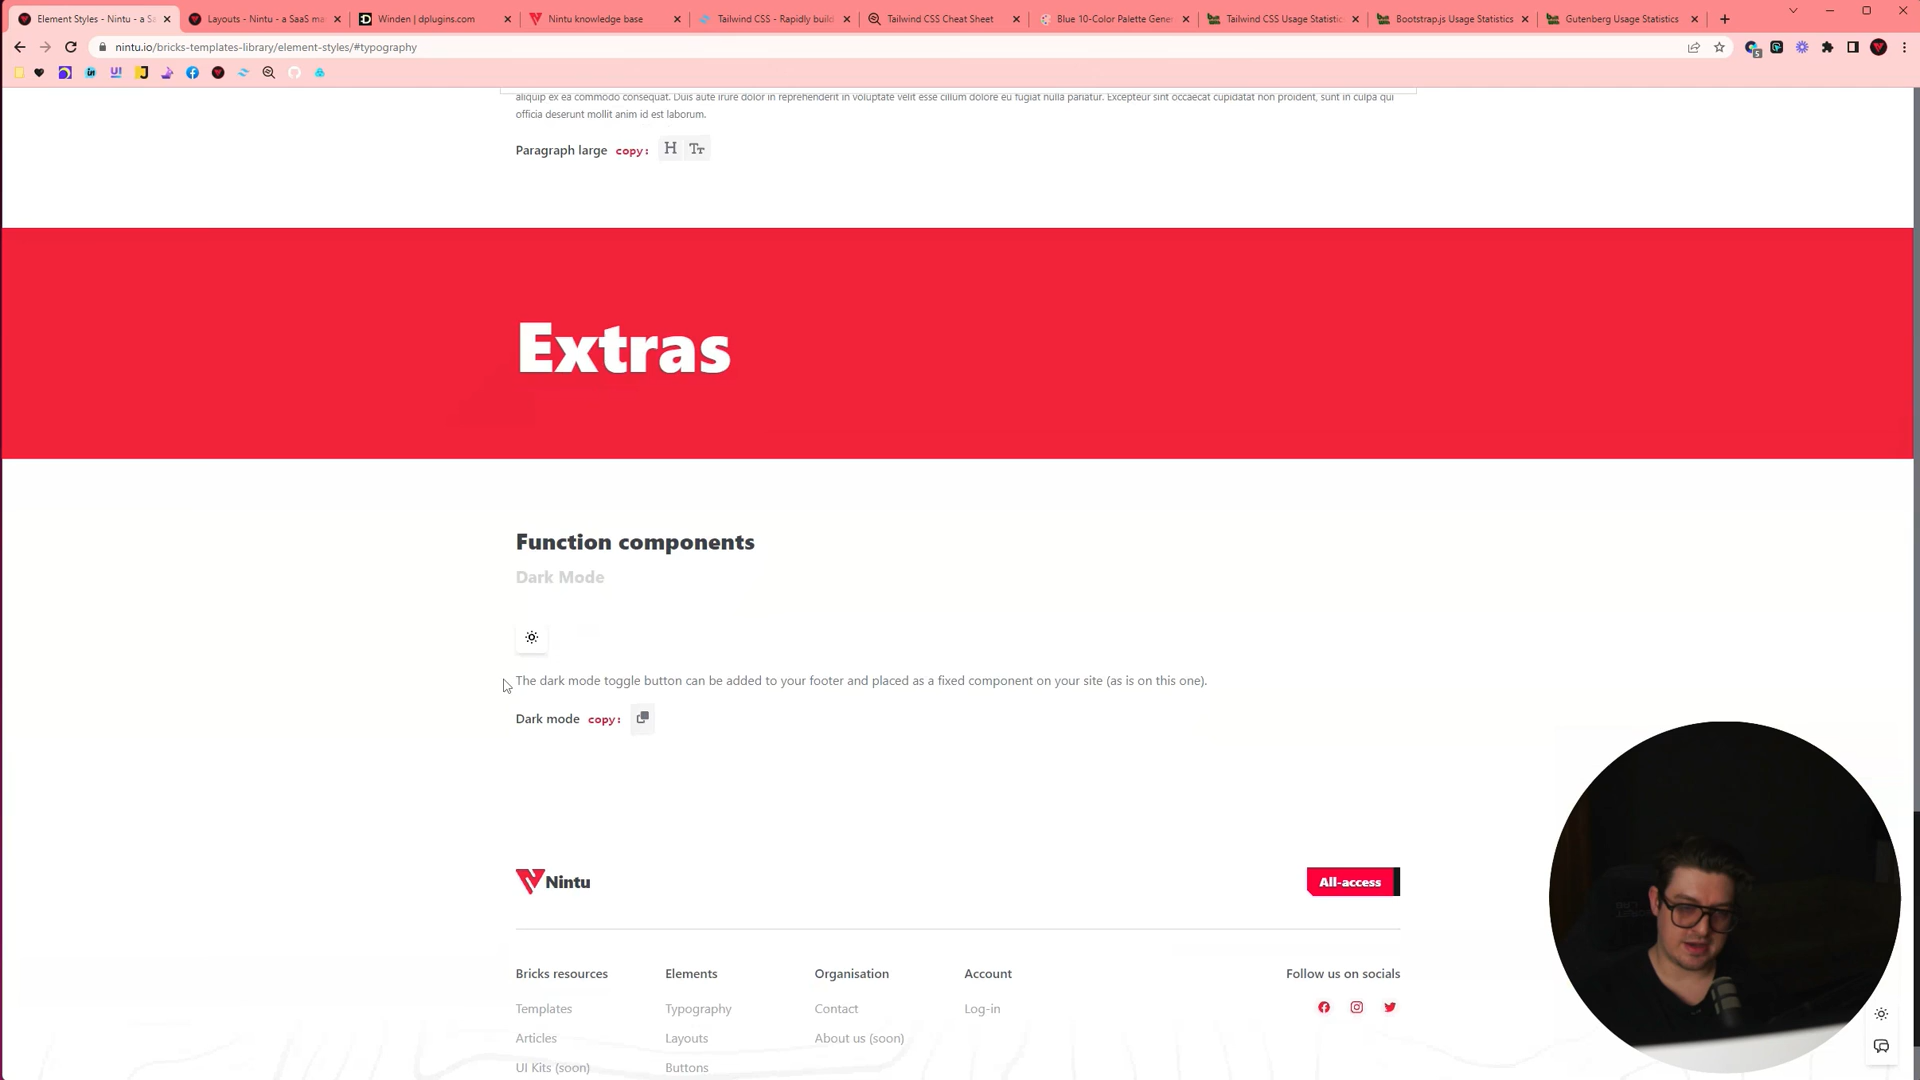 Element Styles - Nintu - a Sa
Layouts - Nintu - a SaaS ma
Winden | dplugins.com
Nintu knowledge base
Tailwind CSS - Rapidly build
Tailwind CSS Cheat Sheet
Blue 10-Color Palette Gene
Tailwind CSS Usage Statistic
Bootstrap.js Usage Statistics
Gutenberg Usage Statistics
nintu.io/bricks-templates-library/element-styles/#typography
aliquip ex ea commodo consequat. Duis aute irure dolor in reprehenderit in voluptate velit esse cillum dolore eu fugiat nulla pariatur. Excepteur sint occaecat cupidatat non proident, sunt in culpa qui
officia deserunt mollit anim id est laborum.
Paragraph large copy: H Tт
Extras
Function components
Dark Mode
The dark mode toggle button can be added to your footer and placed as a fixed component on your site (as is on this one).
Dark mode copy:
Nintu
All-access
Bricks resources Elements Organisation Account Follow us on socials
Templates Typography Contact Log-in
Articles Layouts About us (soon)
UI Kits (soon) Buttons